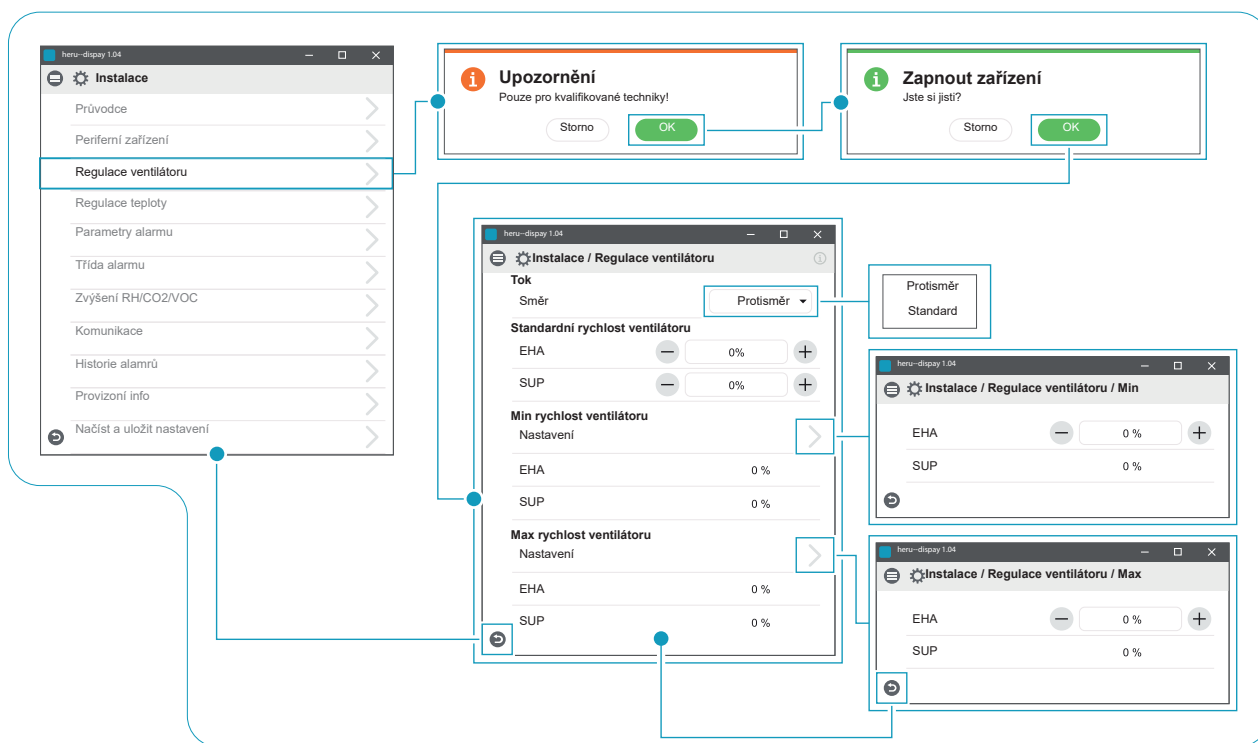 heru--dispay 1.04
Instalace
Průvodce
Periferní zařízení
Regulace ventilátoru
Regulace teploty
Parametry alarmu
Třída alarmu
Zvýšení RH/CO2/VOC
Komunikace
Historie alamrů
Provizoní info
Načíst a uložit nastavení
i
Upozornění
Pouze pro kvalifikované techniky!
Storno
OK
i
Zapnout zařízení
Jste si jisti?
Storno
OK
heru--dispay 1.04
Instalace / Regulace ventilátoru
Tok
Směr Protisměr
Standardní rychlost ventilátoru
EHA 0%
SUP 0%
Min rychlost ventilátoru
Nastavení
EHA 0 %
SUP 0 %
Max rychlost ventilátoru
Nastavení
EHA 0 %
SUP 0 %
Protisměr
Standard
heru--dispay 1.04
Instalace / Regulace ventilátoru / Min
EHA 0 %
SUP 0 %
heru--dispay 1.04
Instalace / Regulace ventilátoru / Max
EHA 0 %
SUP 0 %